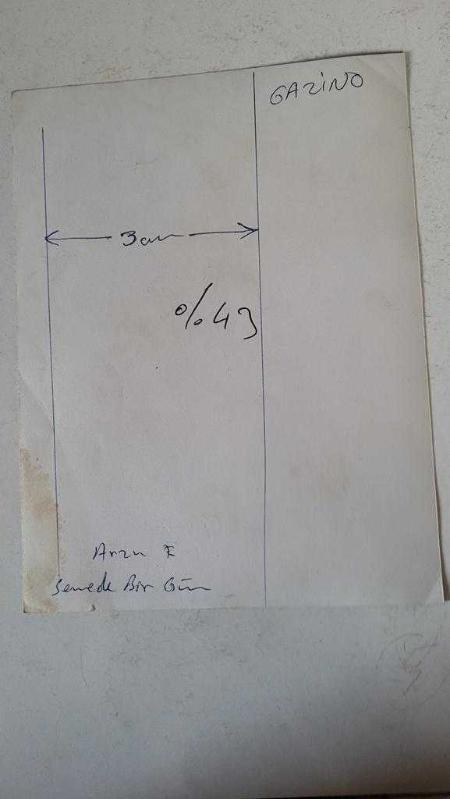 GAZİNO
3cm
%43
Arzu E
Senede Bir Gün